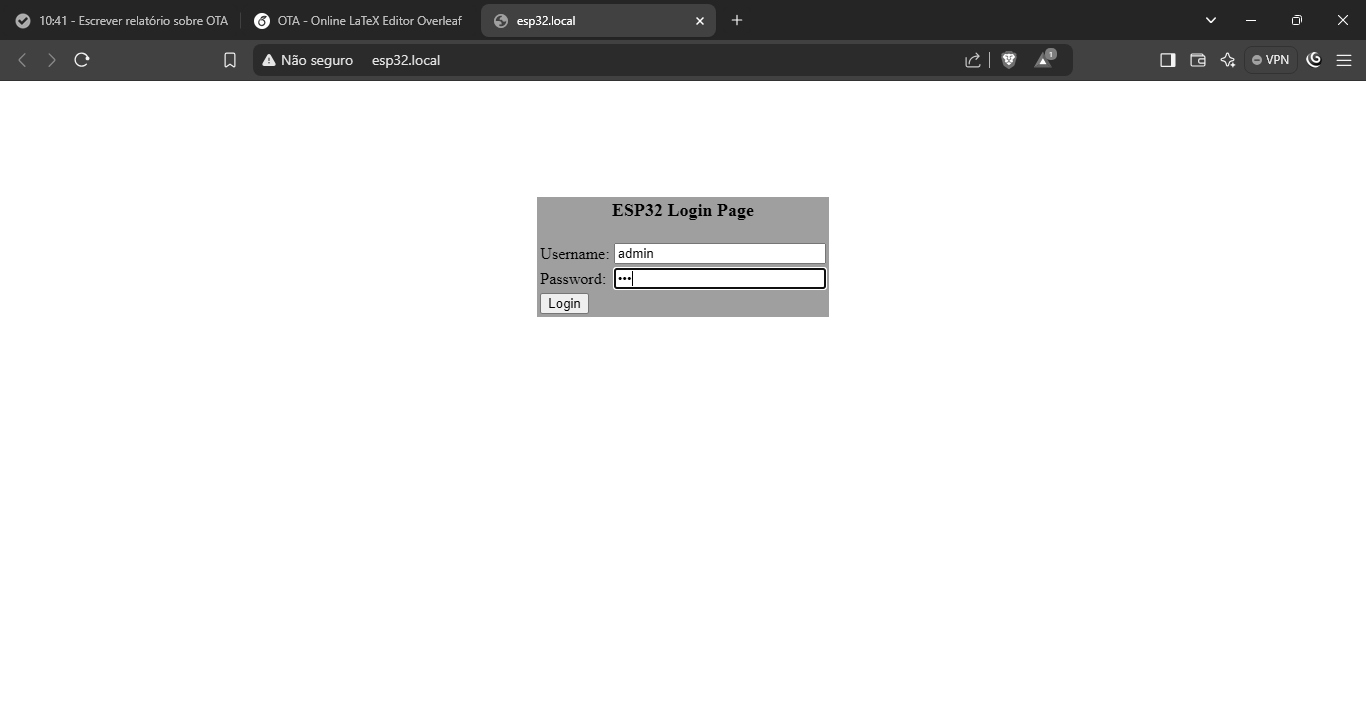 10:41 - Escrever relatório sobre OTA
OTA - Online LaTeX Editor Overleaf
esp32.local
Não seguro esp32.local
1
VPN
ESP32 Login Page
Username: admin
Password: •••
Login